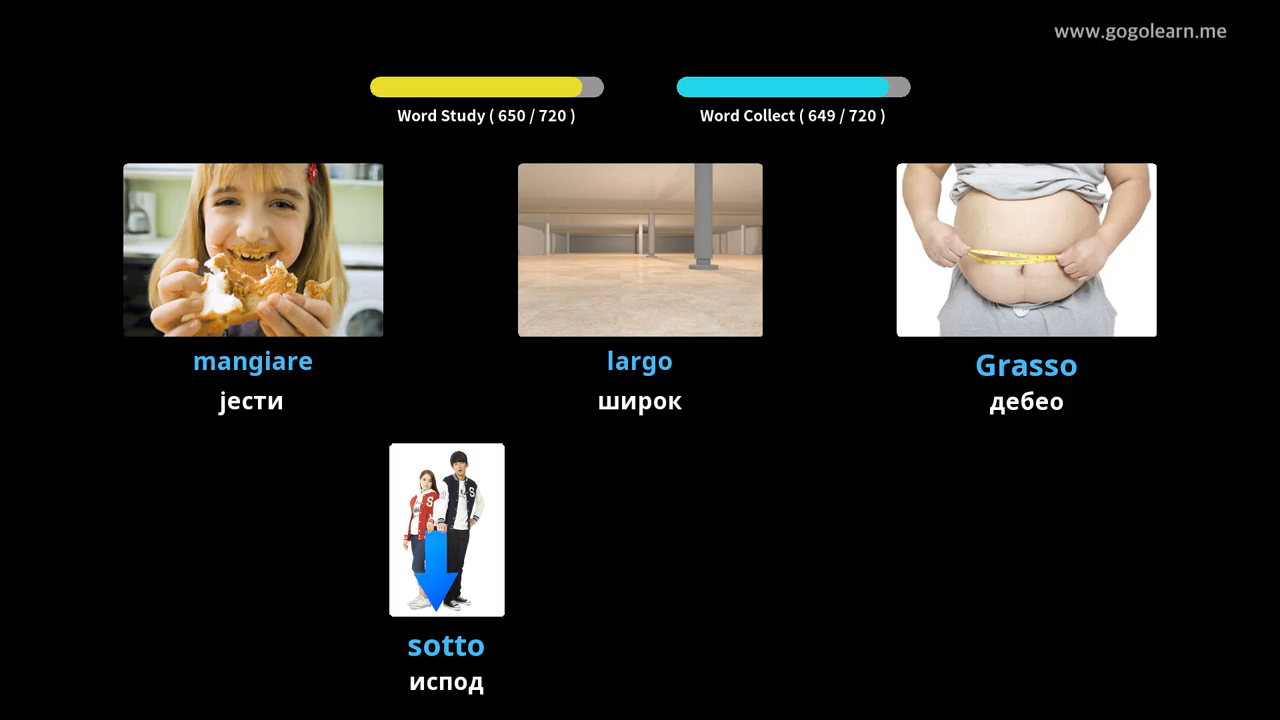 www.gogolearn.me
Word Study ( 650 / 720 )
Word Collect ( 649 / 720 )
mangiare
јести
largo
широк
Grasso
дебео
S
S
sotto
испод